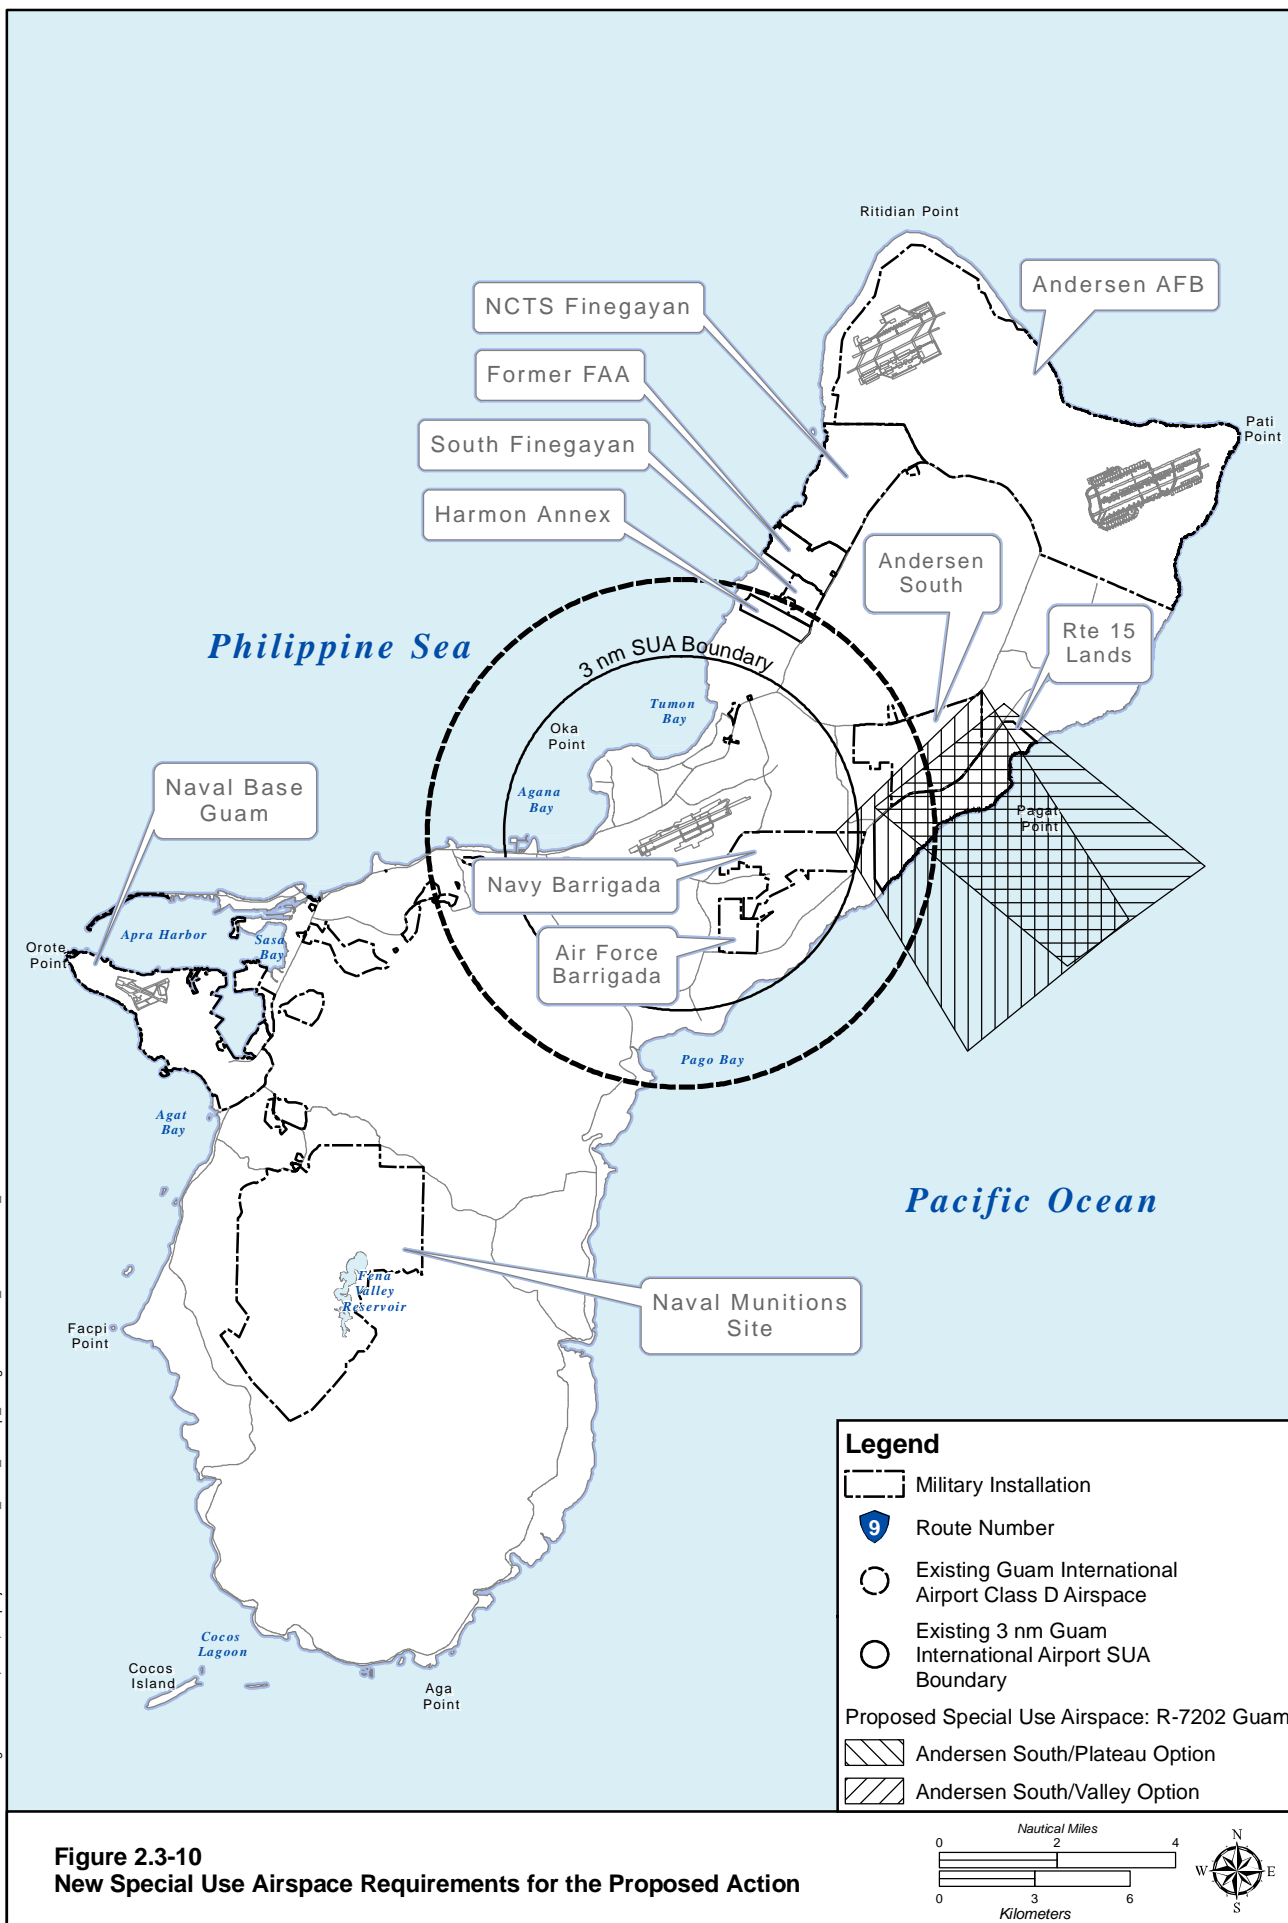 Ritidian Point
Andersen AFB
NCTS Finegayan
Former FAA
South Finegayan
Harmon Annex
Pati
Point
Andersen
South
Rte 15
Lands
Philippine Sea
3 nm SUA Boundary
Tumon
Bay
Oka
Point
Agana
Bay
Naval Base
Guam
Pagat
Point
Navy Barrigada
Air Force
Barrigada
Apra Harbor
Sasa
Bay
Orote
Point
Pago Bay
Agat
Bay
Pacific Ocean
Fena
Valley
Reservoir
Naval Munitions
Site
Facpi
Point
Cocos
Lagoon
Cocos
Island
Aga
Point
Legend
Military Installation
9
Route Number
Existing Guam International
Airport Class D Airspace
Existing 3 nm Guam
International Airport SUA
Boundary
Proposed Special Use Airspace: R-7202 Guam
Andersen South/Plateau Option
Andersen South/Valley Option
Figure 2.3-10
New Special Use Airspace Requirements for the Proposed Action
Nautical Miles
0 2 4
0 3 6
Kilometers
N
W E
S